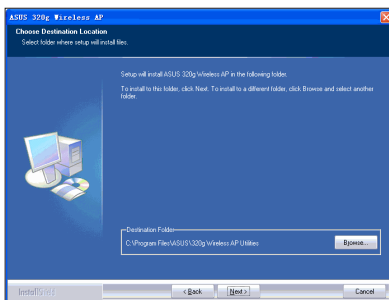 ASUS 320g Wireless AP
Choose Destination Location
Select folder where setup will install files.
Setup will install ASUS 320g Wireless AP in the following folder.
To install to this folder, click Next. To install to a different folder, click Browse and select another
folder.
Destination Folder
C:\Program Files\ASUS\320g Wireless AP Utilities
Browse...
InstallShield
< Back
Next >
Cancel